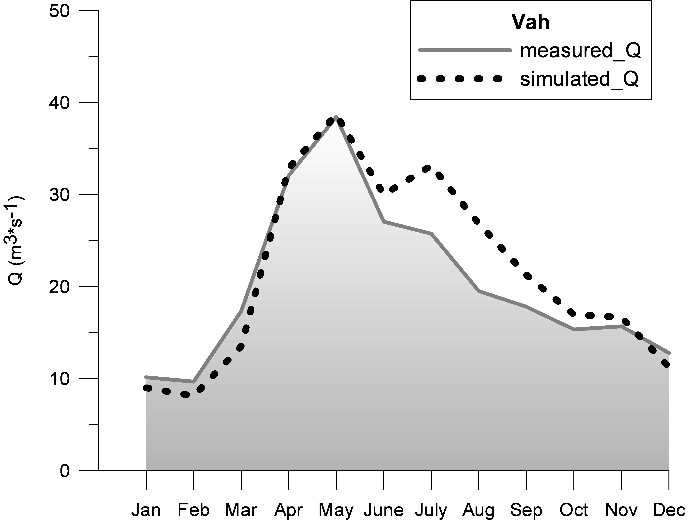 Vah
measured_Q
simulated_Q
50
40
30
20
10
0
Q (m3*s-1)
Jan Feb Mar Apr May June July Aug Sep Oct Nov Dec